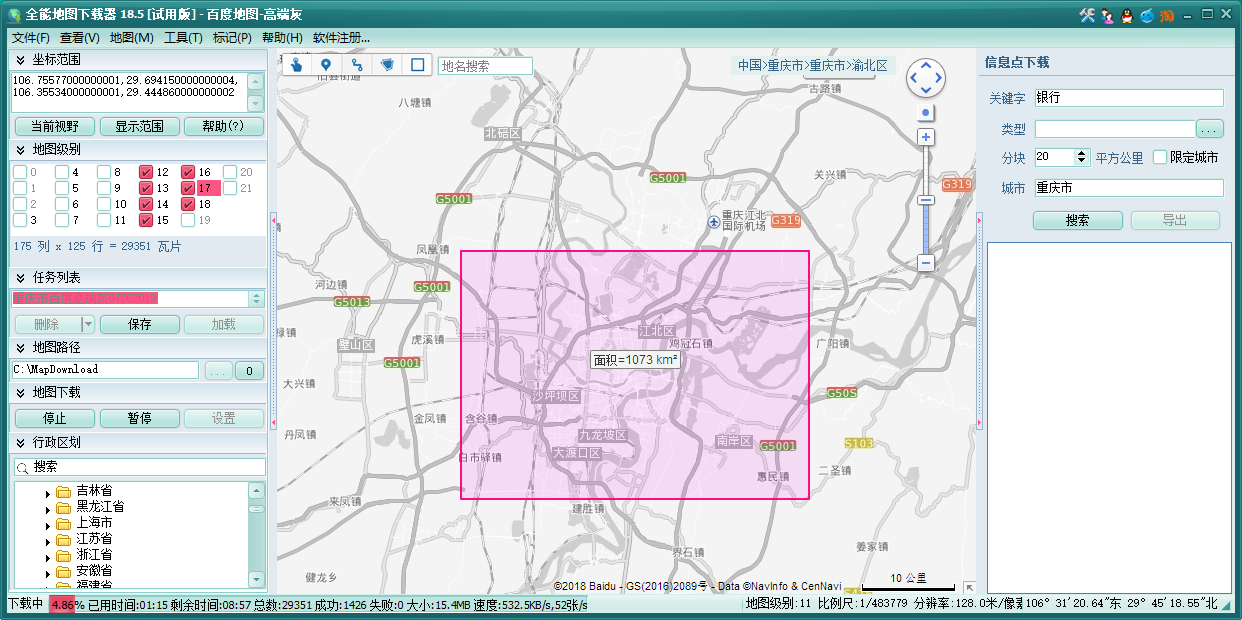 全能地图下载器 18.5 [试用版] - 百度地图-高端灰
文件(F) 查看(V) 地图(M) 工具(T) 标记(P) 帮助(H) 软件注册...
坐标范围
106.75577000000001,29.694150000000004,
106.35534000000001,29.444860000000002
当前视野 显示范围 帮助(?)
地图级别
0 4 8 12 16 20
1 5 9 13 17 21
2 6 10 14 18
3 7 11 15 19
175 列 x 125 行 = 29351 瓦片
任务列表
删除 保存 加载
地图路径
C:\MapDownload ... 0
地图下载
停止 暂停 设置
行政区划
搜索
吉林省
黑龙江省
上海市
江苏省
浙江省
安徽省
福建省
地名搜索
中国>重庆市>重庆市>渝北区
古路镇
八塘镇
北碚区
G5001
关兴镇
G319
G5001
重庆江北
国际机场
G319
凤凰镇
河边镇
G5001
G5013
璧山区
虎溪镇
江北区
鸡冠石镇
广阳镇
面积=1073 km²
G5001
大兴镇
沙坪坝区
G50S
金凤镇
含谷镇
丹凤镇
九龙坡区
南岸区
G5001
S103
大渡口区
白市驿镇
二圣镇
惠民镇
来凤镇
建胜镇
界石镇
姜家镇
健龙乡
10 公里
©2018 Baidu - GS(2016)2089号 - Data ©NavInfo & CenNavi
信息点下载
关键字 银行
类型 ...
分块 20 平方公里 限定城市
城市 重庆市
搜索 导出
下载中 4.86% 已用时间:01:15 剩余时间:08:57 总数:29351 成功:1426 失败:0 大小:15.4MB 速度:532.5KB/s,52张/s
地图级别:11 比例尺:1/483779 分辨率:128.0米/像素 106° 31'20.64"东 29° 45'18.55"北